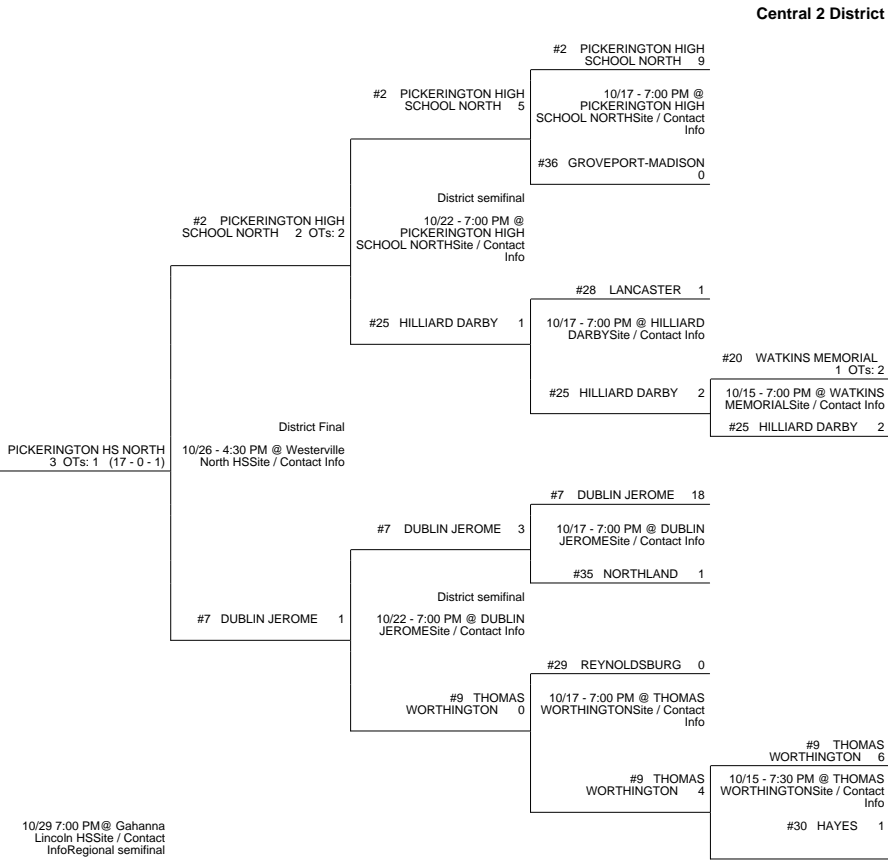 Central 2 District
#2 PICKERINGTON HIGH
SCHOOL NORTH 9
10/17 - 7:00 PM @
PICKERINGTON HIGH
SCHOOL NORTHSite / Contact
Info
#36 GROVEPORT-MADISON
0
#2 PICKERINGTON HIGH
SCHOOL NORTH 5
District semifinal
10/22 - 7:00 PM @
PICKERINGTON HIGH
SCHOOL NORTHSite / Contact
Info
#2 PICKERINGTON HIGH
SCHOOL NORTH 2 OTs: 2
#28 LANCASTER 1
#25 HILLIARD DARBY 1
10/17 - 7:00 PM @ HILLIARD
DARBYSite / Contact Info
#25 HILLIARD DARBY 2
#20 WATKINS MEMORIAL
1 OTs: 2
10/15 - 7:00 PM @ WATKINS
MEMORIALSite / Contact Info
#25 HILLIARD DARBY 2
District Final
10/26 - 4:30 PM @ Westerville
North HSSite / Contact Info
PICKERINGTON HS NORTH
3 OTs: 1 (17 - 0 - 1)
#7 DUBLIN JEROME 18
10/17 - 7:00 PM @ DUBLIN
JEROMESite / Contact Info
#35 NORTHLAND 1
#7 DUBLIN JEROME 3
District semifinal
10/22 - 7:00 PM @ DUBLIN
JEROMESite / Contact Info
#7 DUBLIN JEROME 1
#29 REYNOLDSBURG 0
#9 THOMAS
WORTHINGTON 0
10/17 - 7:00 PM @ THOMAS
WORTHINGTONSite / Contact
Info
#9 THOMAS
WORTHINGTON 4
#9 THOMAS
WORTHINGTON 6
10/15 - 7:30 PM @ THOMAS
WORTHINGTONSite / Contact
Info
#30 HAYES 1
10/29 7:00 PM@ Gahanna
Lincoln HSSite / Contact
InfoRegional semifinal